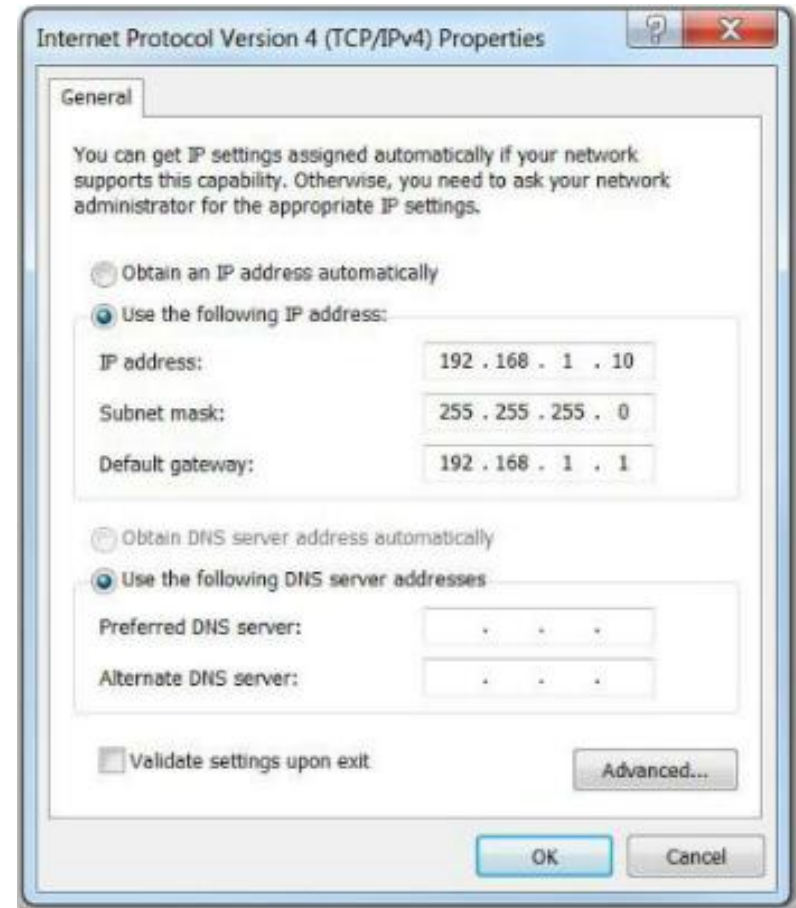 Internet Protocol Version 4 (TCP/IPv4) Properties
General
You can get IP settings assigned automatically if your network
supports this capability. Otherwise, you need to ask your network
administrator for the appropriate IP settings.
Obtain an IP address automatically
Use the following IP address:
IP address: 192 . 168 . 1 . 10
Subnet mask: 255 . 255 . 255 . 0
Default gateway: 192 . 168 . 1 . 1
Obtain DNS server address automatically
Use the following DNS server addresses
Preferred DNS server: . . .
Alternate DNS server: . . .
Validate settings upon exit
Advanced...
OK Cancel